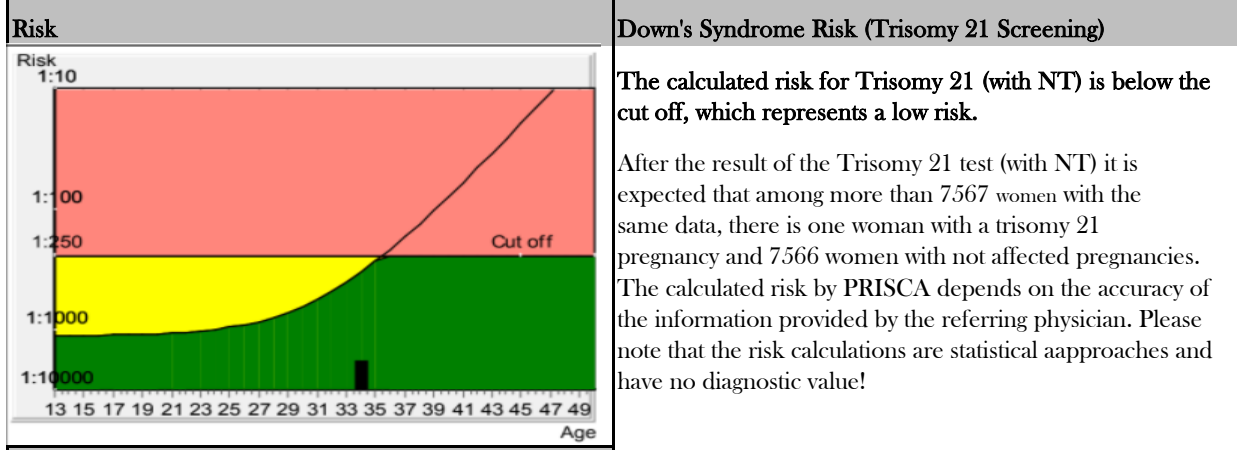 Risk
Down's Syndrome Risk (Trisomy 21 Screening)
Risk
1:10
1:100
1:250
Cut off
1:1000
1:10000
13 15 17 19 21 23 25 27 29 31 33 35 37 39 41 43 45 47 49
Age
The calculated risk for Trisomy 21 (with NT) is below the
cut off, which represents a low risk.
After the result of the Trisomy 21 test (with NT) it is
expected that among more than 7567 women with the
same data, there is one woman with a trisomy 21
pregnancy and 7566 women with not affected pregnancies.
The calculated risk by PRISCA depends on the accuracy of
the information provided by the referring physician. Please
note that the risk calculations are statistical aapproaches and
have no diagnostic value!